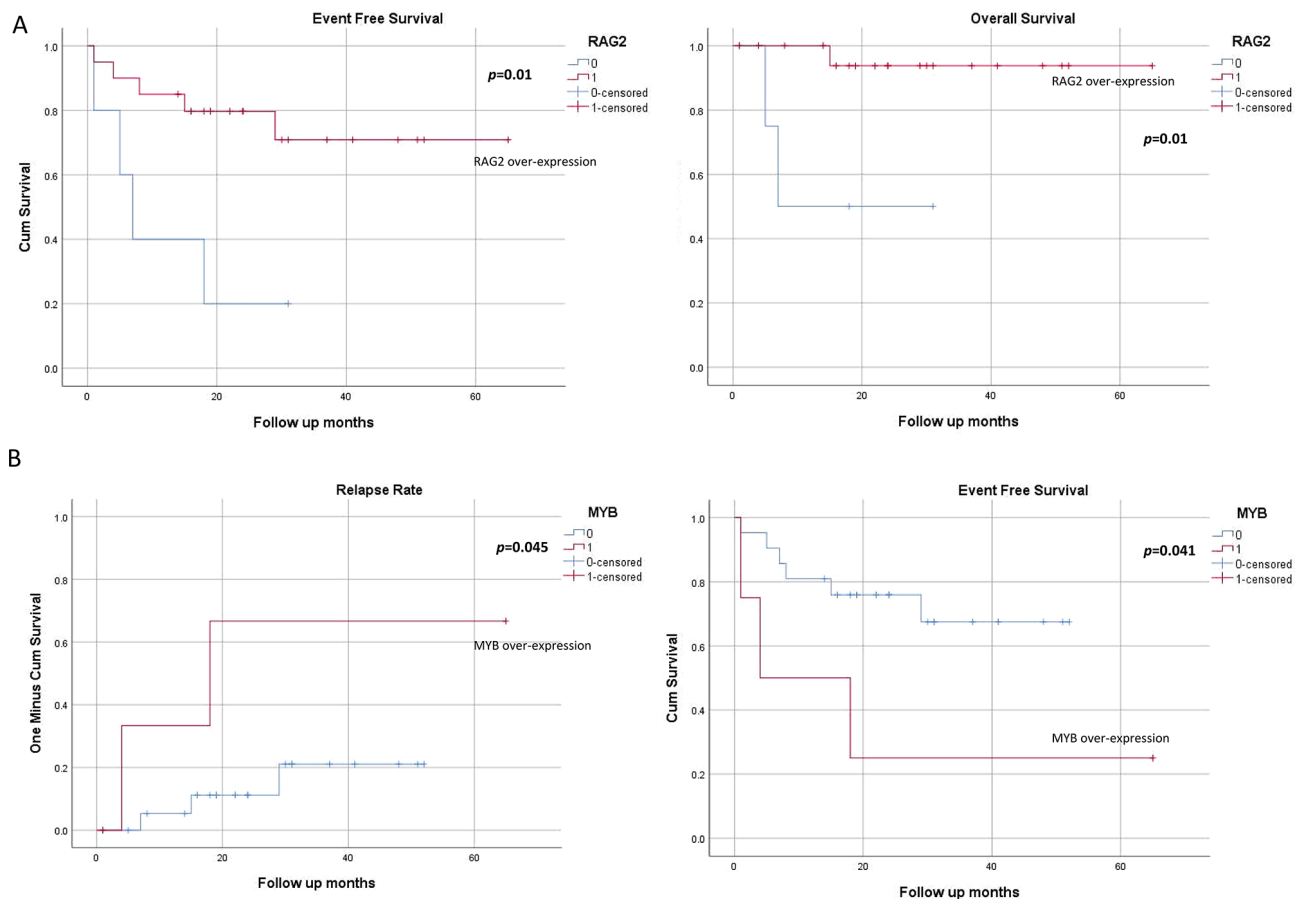 A
Event Free Survival
RAG2
0
1
0-censored
1-censored
p=0.01
RAG2 over-expression
Cum Survival
1.0
0.8
0.6
0.4
0.2
0.0
0
20
40
60
Follow up months
Overall Survival
RAG2
0
1
0-censored
1-censored
RAG2 over-expression
p=0.01
1.0
0.8
0.6
0.4
0.2
0.0
0
20
40
60
Follow up months
B
Relapse Rate
MYB
0
1
0-censored
1-censored
p=0.045
MYB over-expression
One Minus Cum Survival
1.0
0.8
0.6
0.4
0.2
0.0
0
20
40
60
Follow up months
Event Free Survival
MYB
0
1
0-censored
1-censored
p=0.041
MYB over-expression
Cum Survival
1.0
0.8
0.6
0.4
0.2
0.0
0
20
40
60
Follow up months